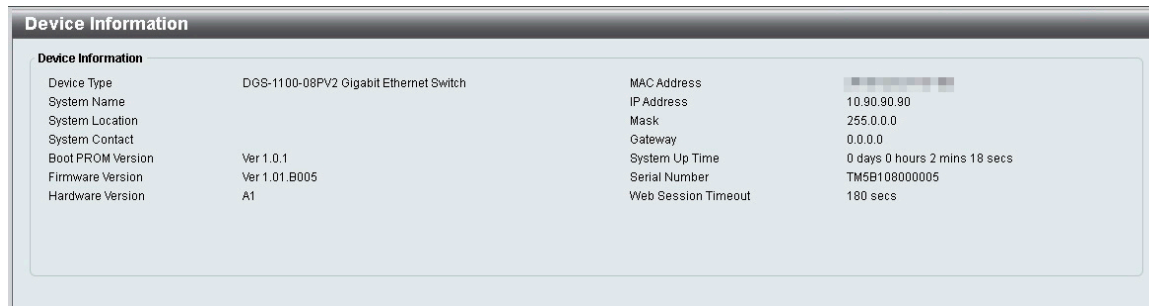 Device Information
Device Information
Device Type DGS-1100-08PV2 Gigabit Ethernet Switch MAC Address
System Name IP Address 10.90.90.90
System Location Mask 255.0.0.0
System Contact Gateway 0.0.0.0
Boot PROM Version Ver 1.0.1 System Up Time 0 days 0 hours 2 mins 18 secs
Firmware Version Ver 1.01.B005 Serial Number TM5B108000005
Hardware Version A1 Web Session Timeout 180 secs